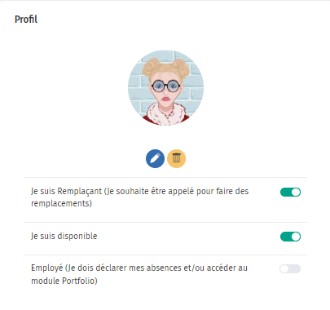 Profil
Je suis Remplaçant (Je souhaite être appelé pour faire des
remplacements)
Je suis disponible
Employé (Je dois déclarer mes absences et/ou accéder au
module Portfolio)